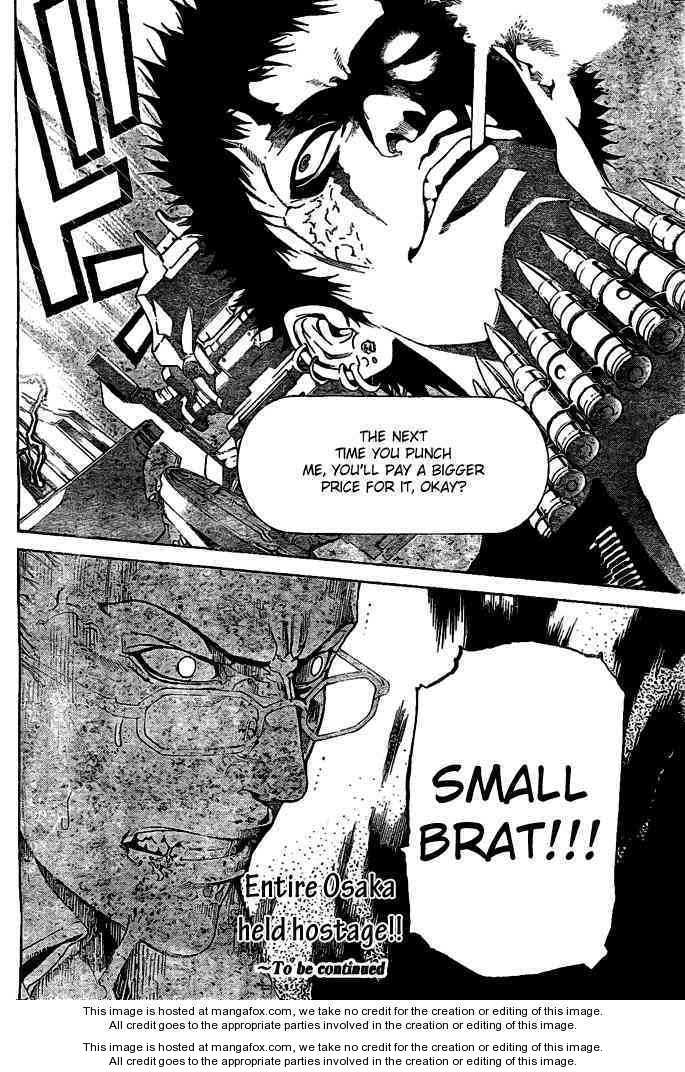 THE NEXT
TIME YOU PUNCH
ME, YOU'LL PAY A BIGGER
PRICE FOR IT, OKAY?
SMALL
BRAT!!!
Entire Osaka
held hostage!!
~To be continued
This image is hosted at mangafox.com, we take no credit for the creation or editing of this image.
All credit goes to the appropriate parties involved in the creation or editing of this image.
This image is hosted at mangafox.com, we take no credit for the creation or editing of this image.
All credit goes to the appropriate parties involved in the creation or editing of this image.